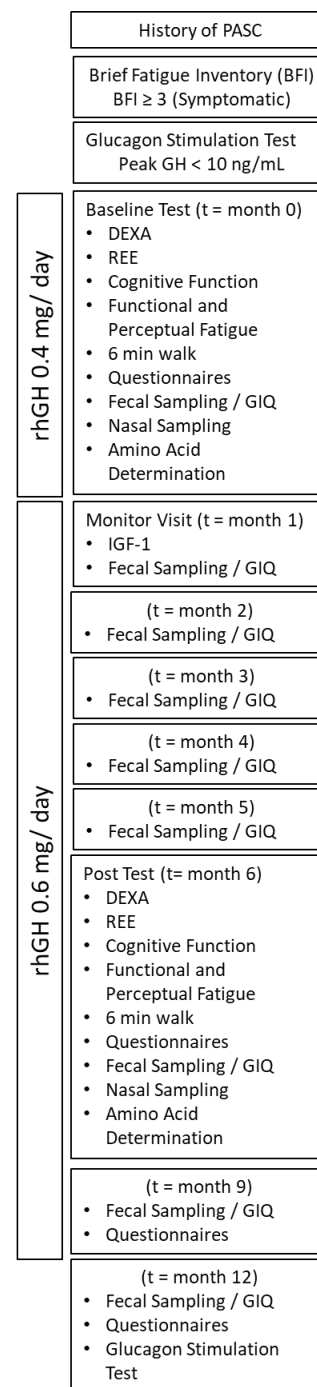 History of PASC
Brief Fatigue Inventory (BFI)
BFI ≥ 3 (Symptomatic)
Glucagon Stimulation Test
Peak GH < 10 ng/mL
rhGH 0.4 mg/ day
Baseline Test (t = month 0)
• DEXA
• REE
• Cognitive Function
• Functional and
Perceptual Fatigue
• 6 min walk
• Questionnaires
• Fecal Sampling / GIQ
• Nasal Sampling
• Amino Acid
Determination
rhGH 0.6 mg/ day
Monitor Visit (t = month 1)
• IGF-1
• Fecal Sampling / GIQ
(t = month 2)
• Fecal Sampling / GIQ
(t = month 3)
• Fecal Sampling / GIQ
(t = month 4)
• Fecal Sampling / GIQ
(t = month 5)
• Fecal Sampling / GIQ
Post Test (t= month 6)
• DEXA
• REE
• Cognitive Function
• Functional and
Perceptual Fatigue
• 6 min walk
• Questionnaires
• Fecal Sampling / GIQ
• Nasal Sampling
• Amino Acid
Determination
(t = month 9)
• Fecal Sampling / GIQ
• Questionnaires
(t = month 12)
• Fecal Sampling / GIQ
• Questionnaires
• Glucagon Stimulation
Test